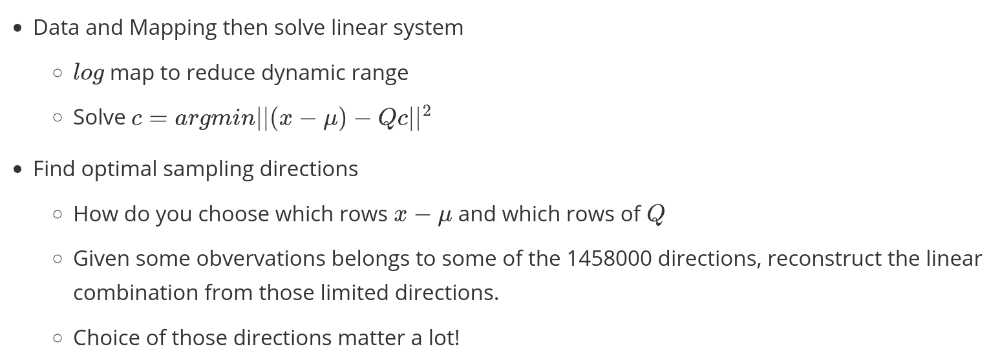 • Data and Mapping then solve linear system
◦ log map to reduce dynamic range
◦ Solve c = argmin||(x − μ) − Qc||²
• Find optimal sampling directions
◦ How do you choose which rows x − μ and which rows of Q
◦ Given some obvervations belongs to some of the 1458000 directions, reconstruct the linear
combination from those limited directions.
◦ Choice of those directions matter a lot!